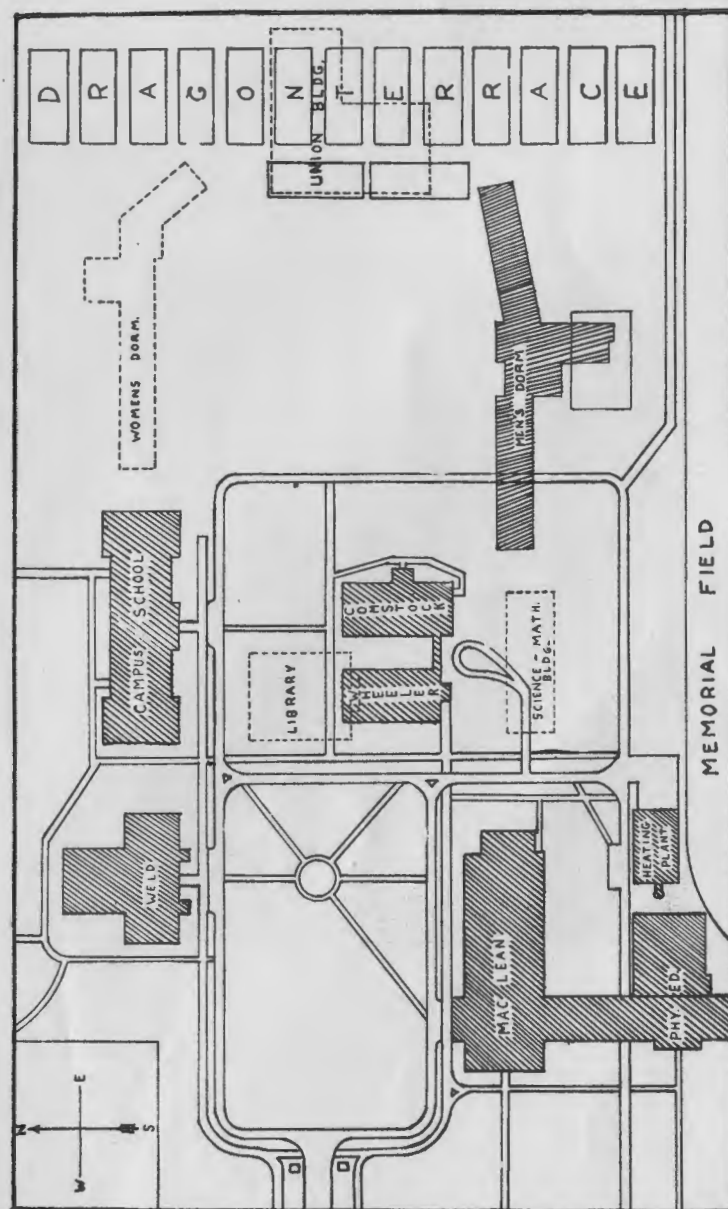 D R A G O N T E R R A C E
UNION BLDG.
WOMENS DORM.
MEN'S DORM
CAMPUS SCHOOL
COMSTOCK
WHEELER
LIBRARY
SCIENCE - MATH.
BLDG.
MEMORIAL FIELD
WELD
MAC LEAN
HEATING
PLANT
PHY. ED.
N
W E
S